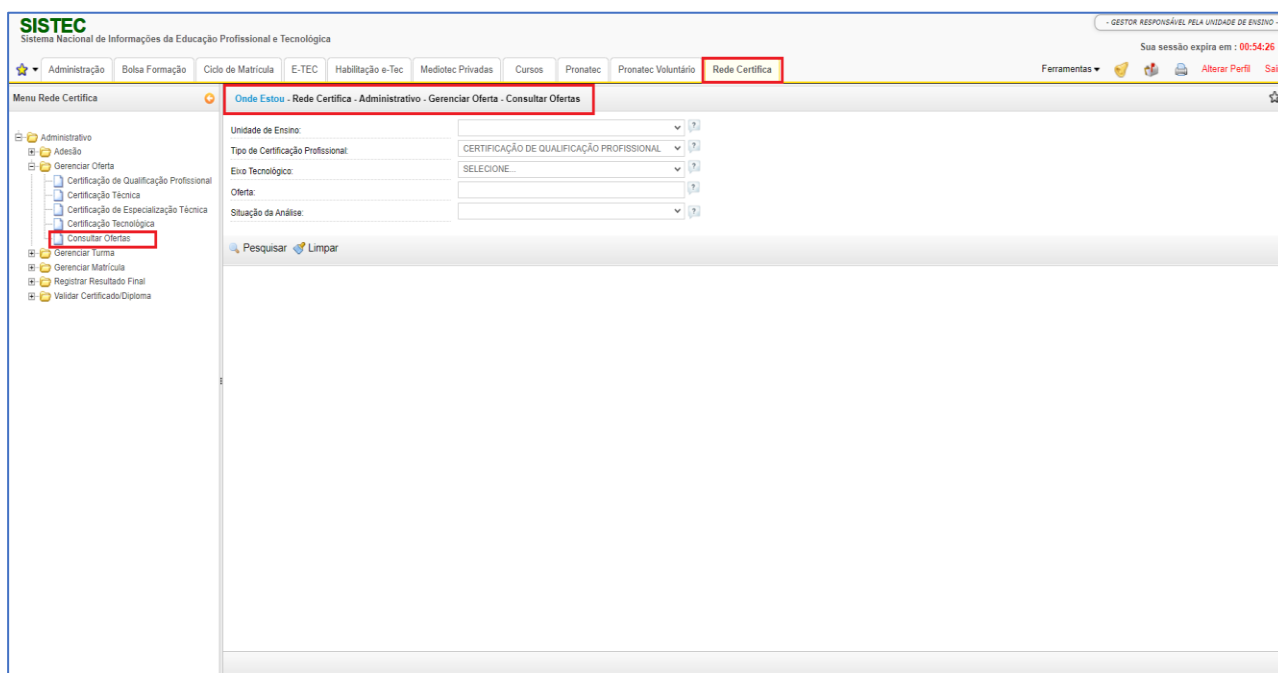 SISTEC
Sistema Nacional de Informações da Educação Profissional e Tecnológica
- GESTOR RESPONSÁVEL PELA UNIDADE DE ENSINO -
Sua sessão expira em : 00:54:26
Administração Bolsa Formação Ciclo de Matrícula E-TEC Habilitação e-Tec Mediotec Privadas Cursos Pronatec Pronatec Voluntário Rede Certifica Ferramentas Alterar Perfil Sai
Menu Rede Certifica
Onde Estou - Rede Certifica - Administrativo - Gerenciar Oferta - Consultar Ofertas
Administrativo
Adesão
Gerenciar Oferta
Certificação de Qualificação Profissional
Certificação Técnica
Certificação de Especialização Técnica
Certificação Tecnológica
Consultar Ofertas
Gerenciar Turma
Gerenciar Matrícula
Registrar Resultado Final
Validar Certificado/Diploma
Unidade de Ensino:
Tipo de Certificação Profissional: CERTIFICAÇÃO DE QUALIFICAÇÃO PROFISSIONAL
Eixo Tecnológico: SELECIONE...
Oferta:
Situação da Análise:
Pesquisar Limpar